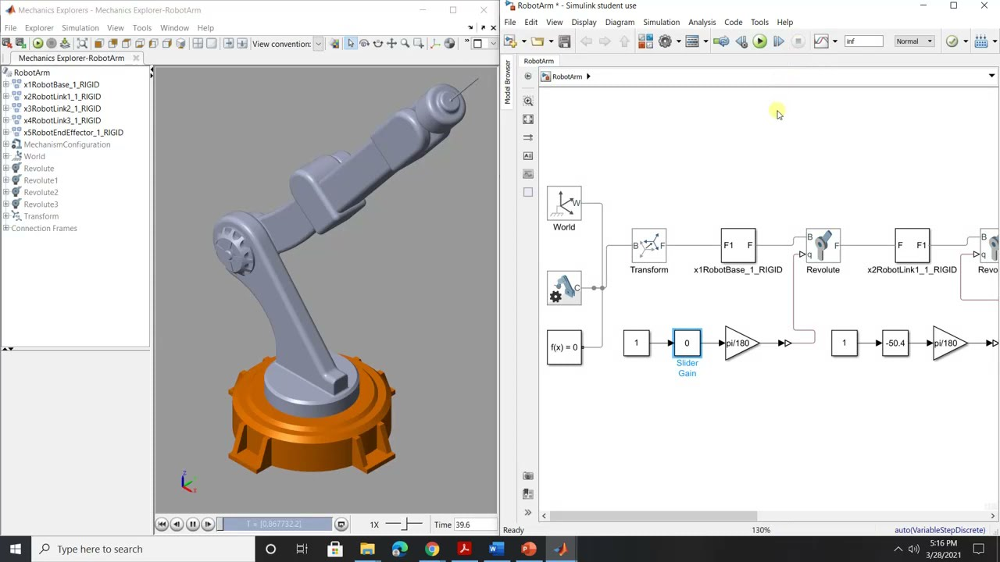 Mechanics Explorers - Mechanics Explorer-RobotArm
File Explorer Simulation View Tools Window Help
View convention:
Mechanics Explorer-RobotArm
RobotArm
x1RobotBase_1_RIGID
x2RobotLink1_1_RIGID
x3RobotLink2_1_RIGID
x4RobotLink3_1_RIGID
x5RobotEndEffector_1_RIGID
MechanismConfiguration
World
Revolute
Revolute1
Revolute2
Revolute3
Transform
Connection Frames
T = [0,867732,2]
1X
Time 39.6
RobotArm * - Simulink student use
File Edit View Display Diagram Simulation Analysis Code Tools Help
inf
Normal
RobotArm
Model Browser
RobotArm
W
World
B F
Transform
F1 F
x1RobotBase_1_RIGID
B
q
F
Revolute
F F1
x2RobotLink1_1_RIGID
B
q
Revo
C
f(x) = 0
1
0
Slider
Gain
pi/180
1
-50.4
pi/180
Ready
130%
auto(VariableStepDiscrete)
Type here to search
5:16 PM
3/28/2021